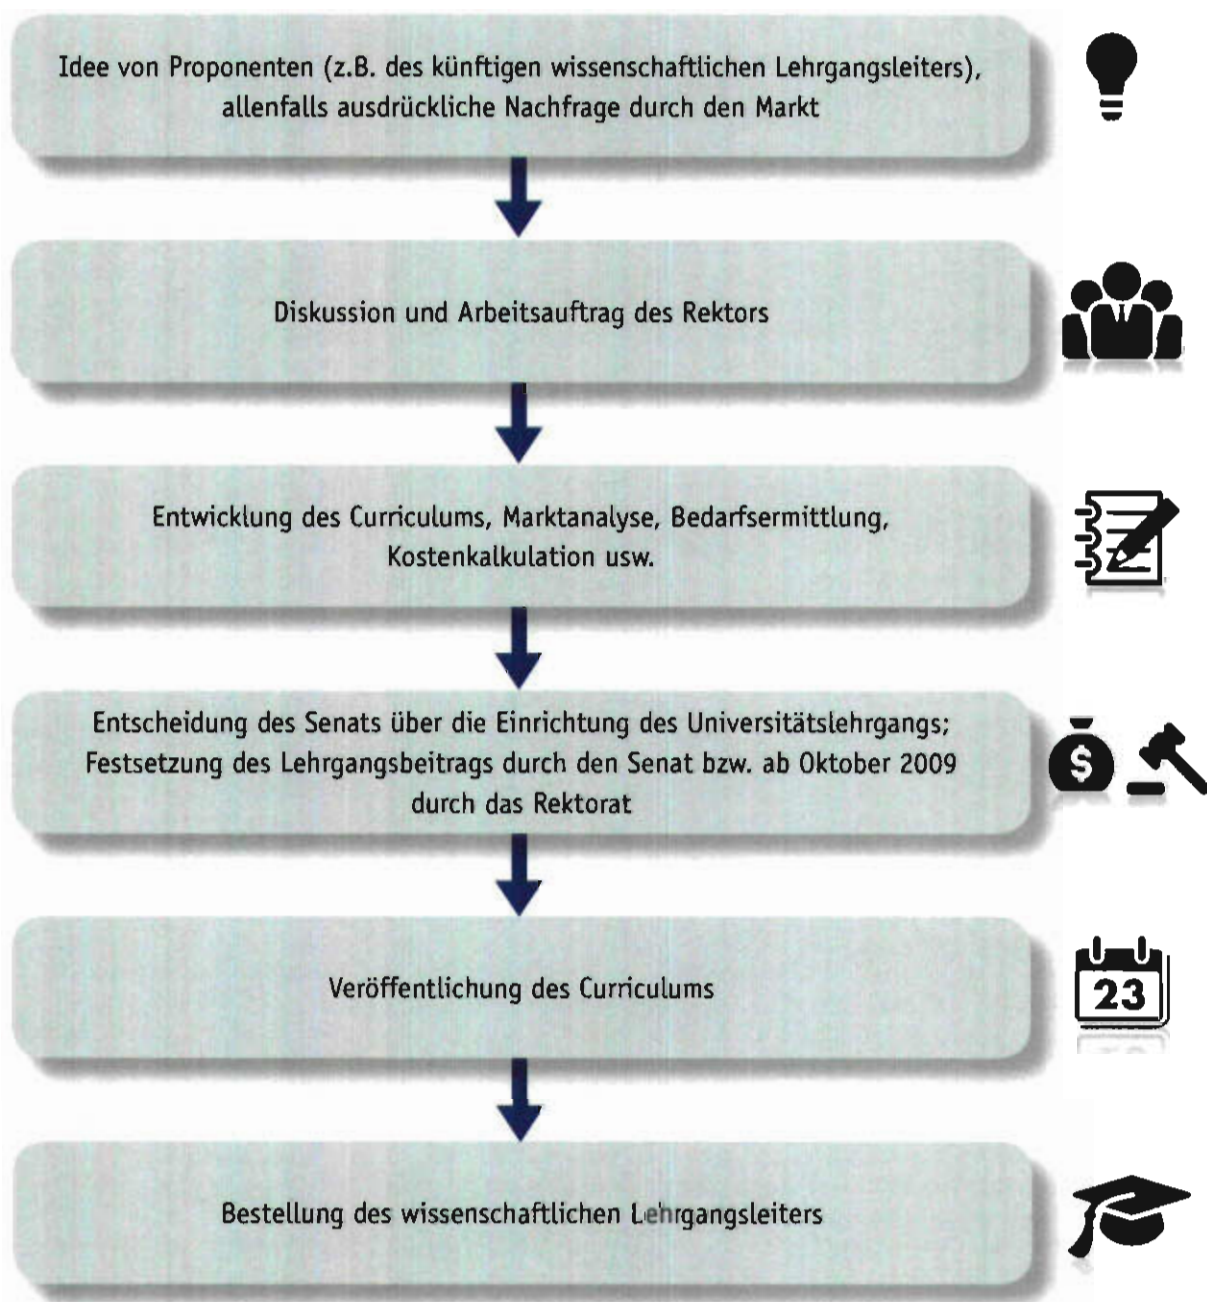 Idee von Proponenten (z.B. des künftigen wissenschaftlichen Lehrgangsleiters),
allenfalls ausdrückliche Nachfrage durch den Markt
Diskussion und Arbeitsauftrag des Rektors
Entwicklung des Curriculums, Marktanalyse, Bedarfsermittlung,
Kostenkalkulation usw.
Entscheidung des Senats über die Einrichtung des Universitätslehrgangs;
Festsetzung des Lehrgangsbeitrags durch den Senat bzw. ab Oktober 2009
durch das Rektorat
$
Veröffentlichung des Curriculums
23
Bestellung des wissenschaftlichen Lehrgangsleiters